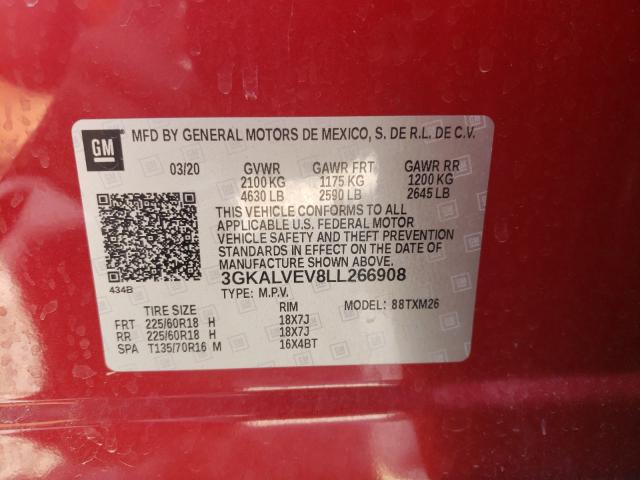 GM
MFD BY GENERAL MOTORS DE MEXICO, S. DE R.L. DE C.V.
03/20 GVWR GAWR FRT GAWR RR
2100 KG 1175 KG 1200 KG
4630 LB 2590 LB 2645 LB
THIS VEHICLE CONFORMS TO ALL
APPLICABLE U.S. FEDERAL MOTOR
VEHICLE SAFETY AND THEFT PREVENTION
STANDARDS IN EFFECT ON THE DATE OF
MANUFACTURE SHOWN ABOVE.
434B 3GKALVEV8LL266908
TYPE: M.P.V.
TIRE SIZE RIM MODEL: 88TXM26
FRT 225/60R18 H 18X7J
RR 225/60R18 H 18X7J
SPA T135/70R16 M 16X4BT